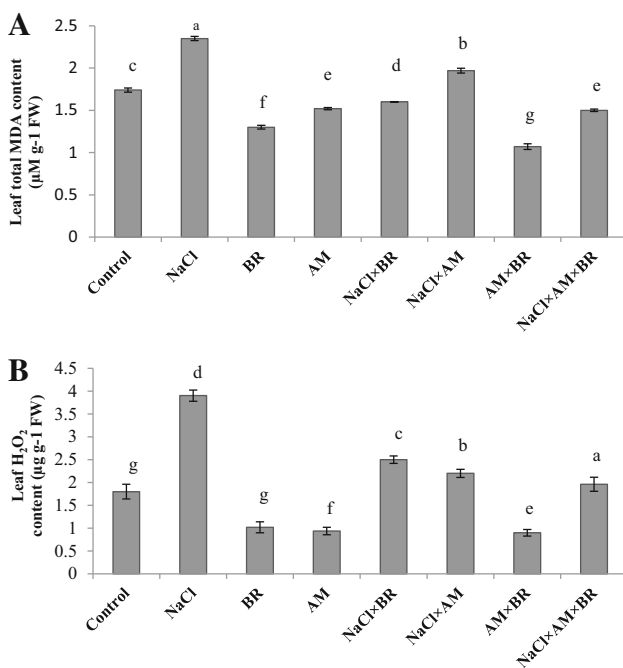 A
Leaf total MDA content
(µM g-1 FW)
2.5
2
1.5
1
0.5
0
c
a
f
e
d
b
g
e
Control
NaCl
BR
AM
NaCl×BR
NaCl×AM
AM×BR
NaCl×AM×BR
B
Leaf H₂O₂
content (µg g-1 FW)
4.5
4
3.5
3
2.5
2
1.5
1
0.5
0
g
d
g
f
c
b
e
a
Control
NaCl
BR
AM
NaCl×BR
NaCl×AM
AM×BR
NaCl×AM×BR